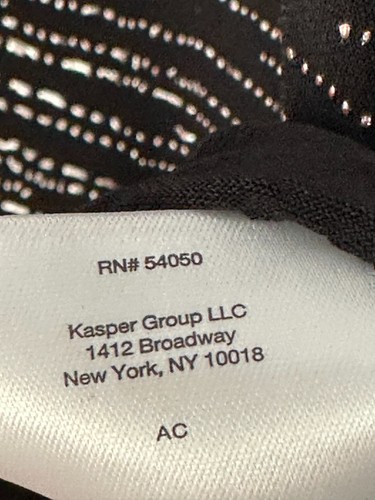 RN# 54050
Kasper Group LLC
1412 Broadway
New York, NY 10018
AC